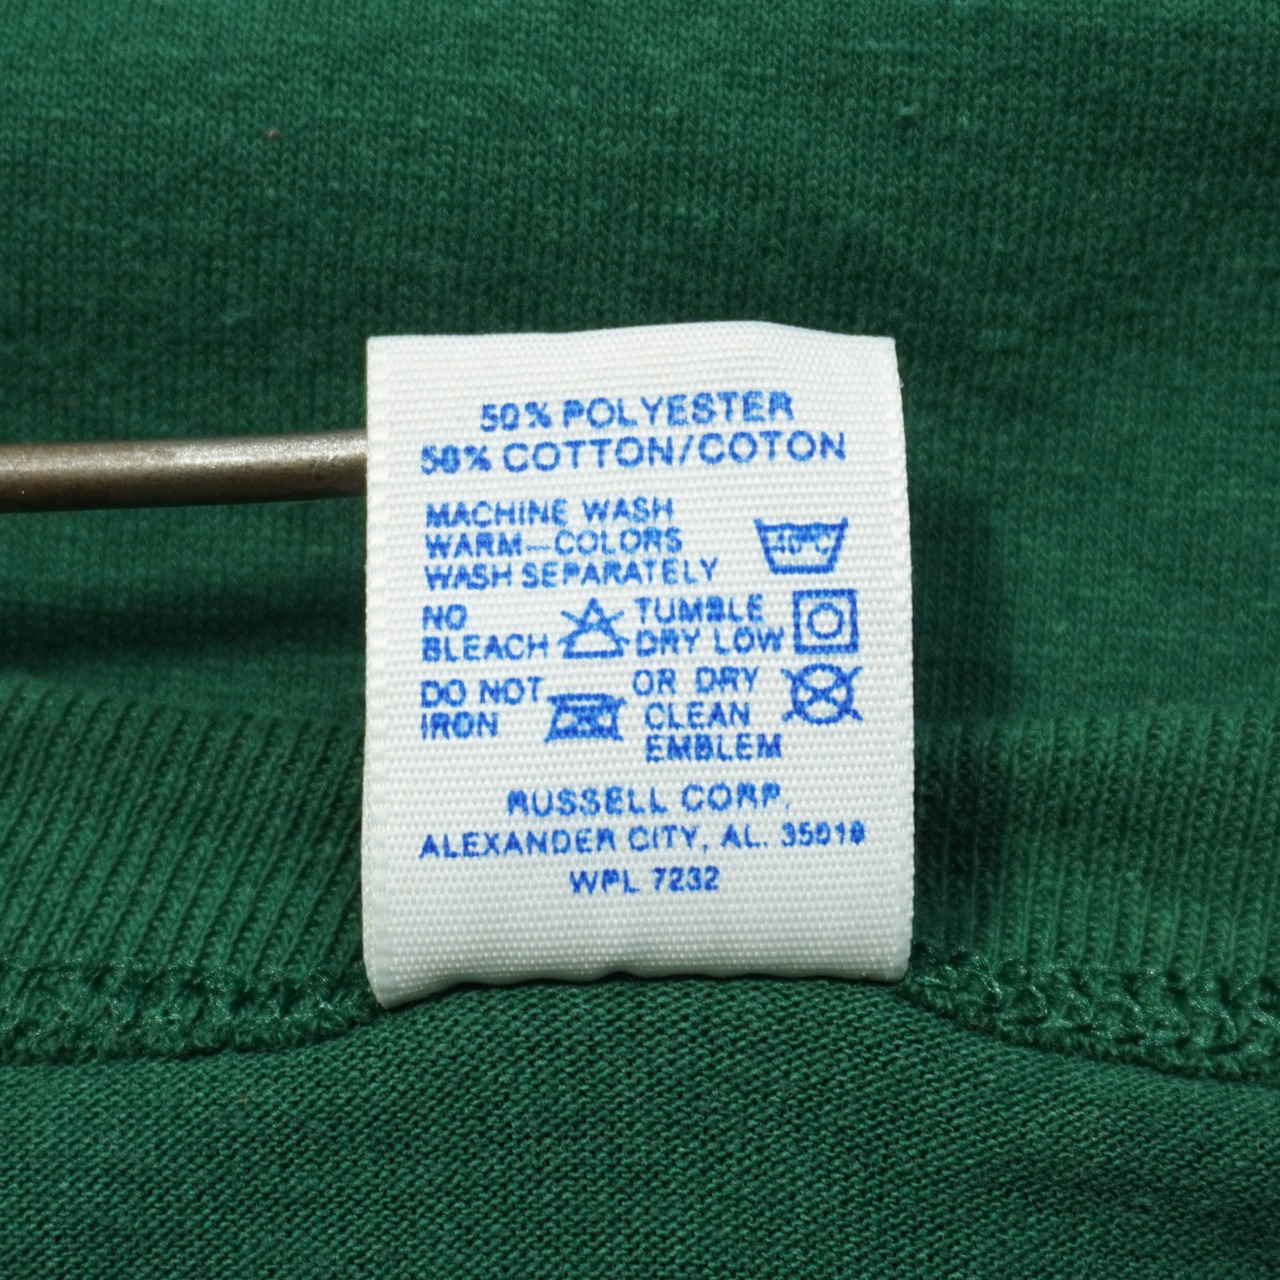 50% POLYESTER
50% COTTON/COTON
MACHINE WASH
WARM—COLORS
WASH SEPARATELY
40°C
NO
BLEACH
TUMBLE
DRY LOW
DO NOT
IRON
OR DRY
CLEAN
EMBLEM
RUSSELL CORP.
ALEXANDER CITY, AL. 35010
WPL 7232